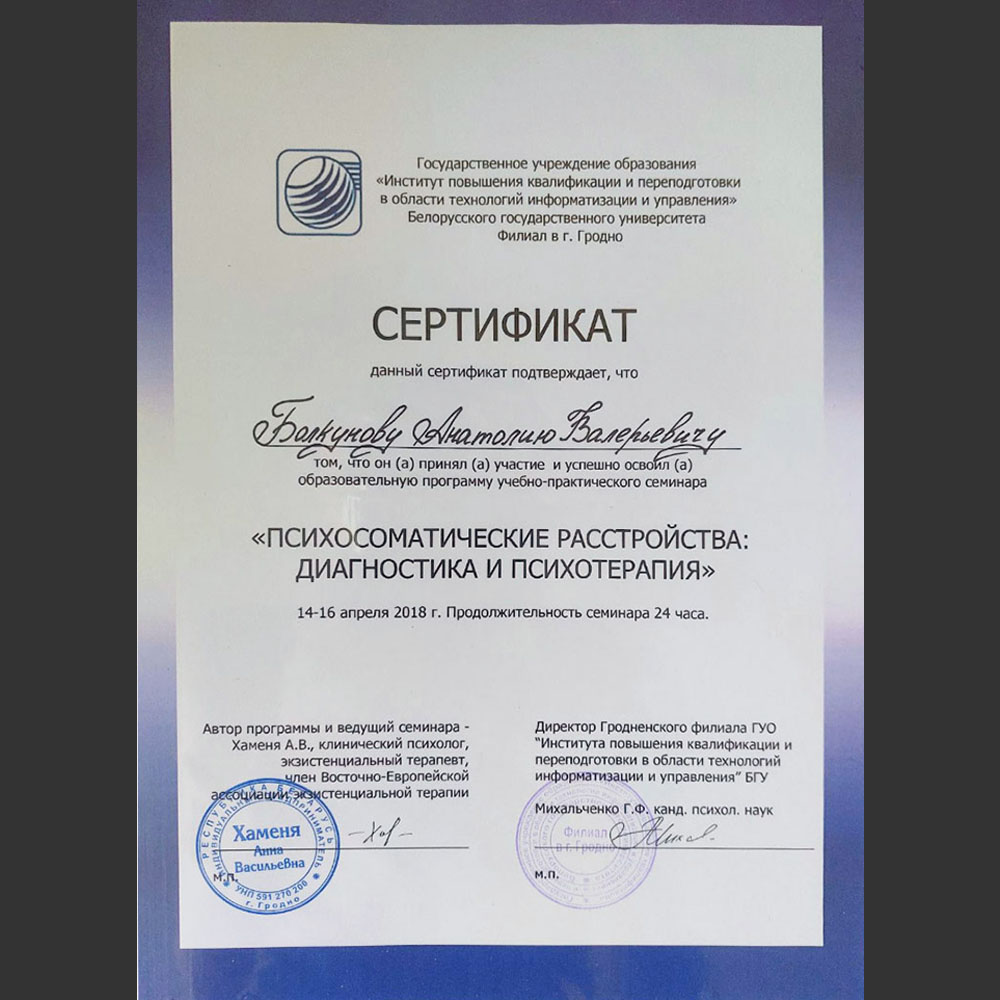 Государственное учреждение образования
«Институт повышения квалификации и переподготовки
в области технологий информатизации и управления»
Белорусского государственного университета
Филиал в г. Гродно
СЕРТИФИКАТ
данный сертификат подтверждает, что
Болкунову Анатолию Валерьевичу
том, что он (а) принял (а) участие и успешно освоил (а)
образовательную программу учебно-практического семинара
«ПСИХОСОМАТИЧЕСКИЕ РАССТРОЙСТВА:
ДИАГНОСТИКА И ПСИХОТЕРАПИЯ»
14-16 апреля 2018 г. Продолжительность семинара 24 часа.
Автор программы и ведущий семинара -
Хаменя А.В., клинический психолог,
экзистенциальный терапевт,
член Восточно-Европейской
ассоциации экзистенциальной терапии
РЕСПУБЛИКА БЕЛАРУСЬ
ИНДИВИДУАЛЬНЫЙ ПРЕДПРИНИМАТЕЛЬ
Хаменя
Анна
Васильевна
УНП 591 270 200
г. Гродно
м.п.
Директор Гродненского филиала ГУО
"Института повышения квалификации и
переподготовки в области технологий
информатизации и управления" БГУ
Михальченко Г.Ф. канд. психол. наук
Филиал
в г. Гродно
м.п.